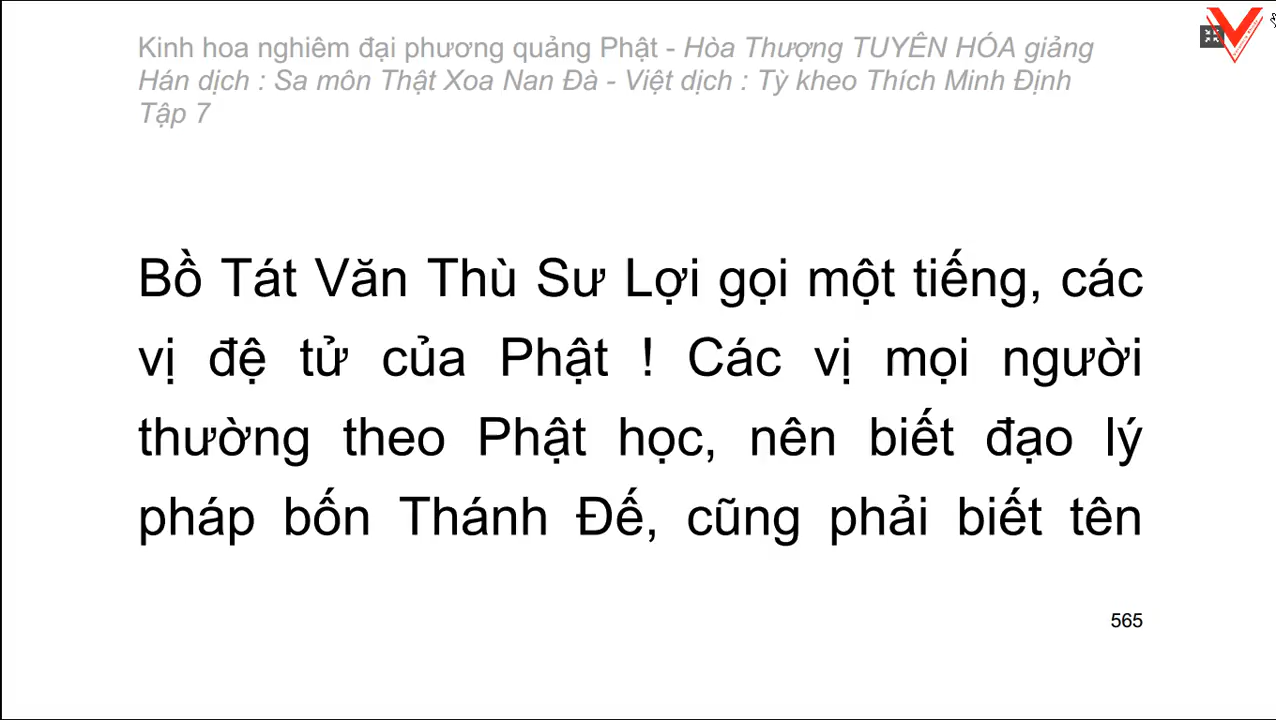 Kinh hoa nghiêm đại phương quảng Phật - Hòa Thượng TUYÊN HÓA giảng
Hán dịch : Sa môn Thật Xoa Nan Đà - Việt dịch : Tỳ kheo Thích Minh Định
Tập 7
Bồ Tát Văn Thù Sư Lợi gọi một tiếng, các
vị đệ tử của Phật ! Các vị mọi người
thường theo Phật học, nên biết đạo lý
pháp bốn Thánh Đế, cũng phải biết tên
565